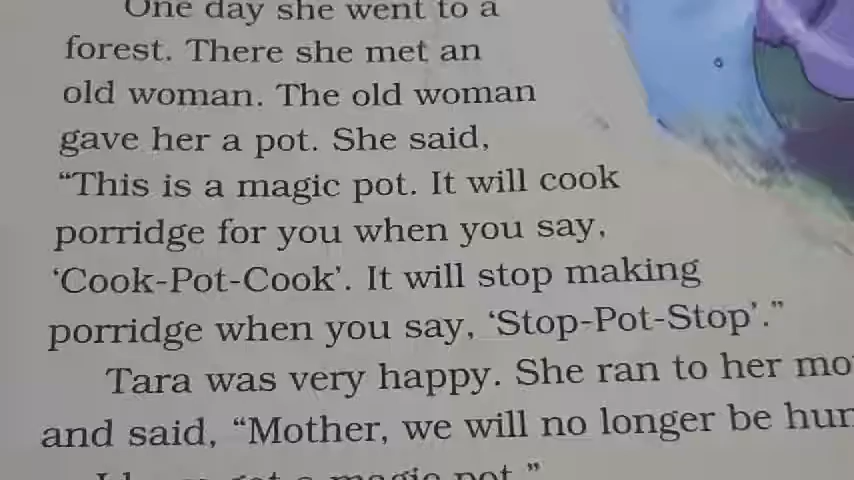 One day she went to a
forest. There she met an
old woman. The old woman
gave her a pot. She said,
“This is a magic pot. It will cook
porridge for you when you say,
‘Cook-Pot-Cook’. It will stop making
porridge when you say, ‘Stop-Pot-Stop’.”
Tara was very happy. She ran to her
and said, “Mother, we will no longer be
got a magic pot.”